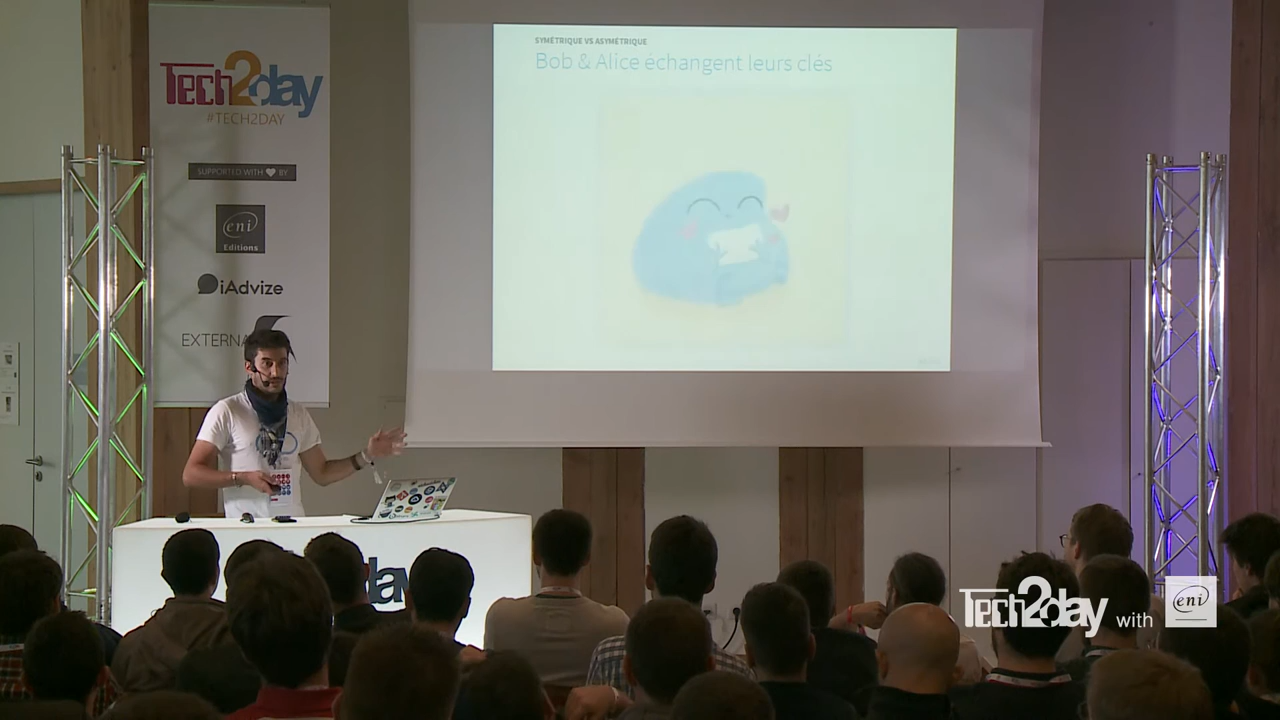 Tech2day
#TECH2DAY
SUPPORTED WITH BY
eni
Editions
iAdvize
EXTERNA
SYMÉTRIQUE VS ASYMÉTRIQUE
Bob & Alice échangent leurs clés
day
Tech2day with eni